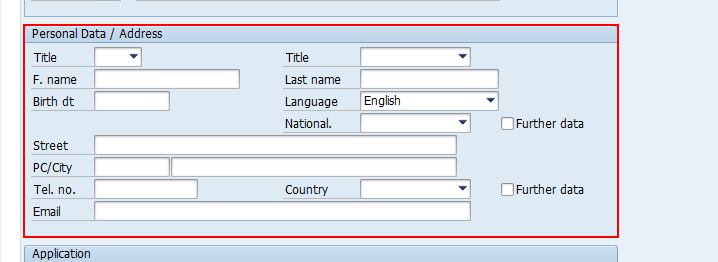 Personal Data / Address
Title Title
F. name Last name
Birth dt Language English
National. Further data
Street
PC/City
Tel. no. Country Further data
Email
Application